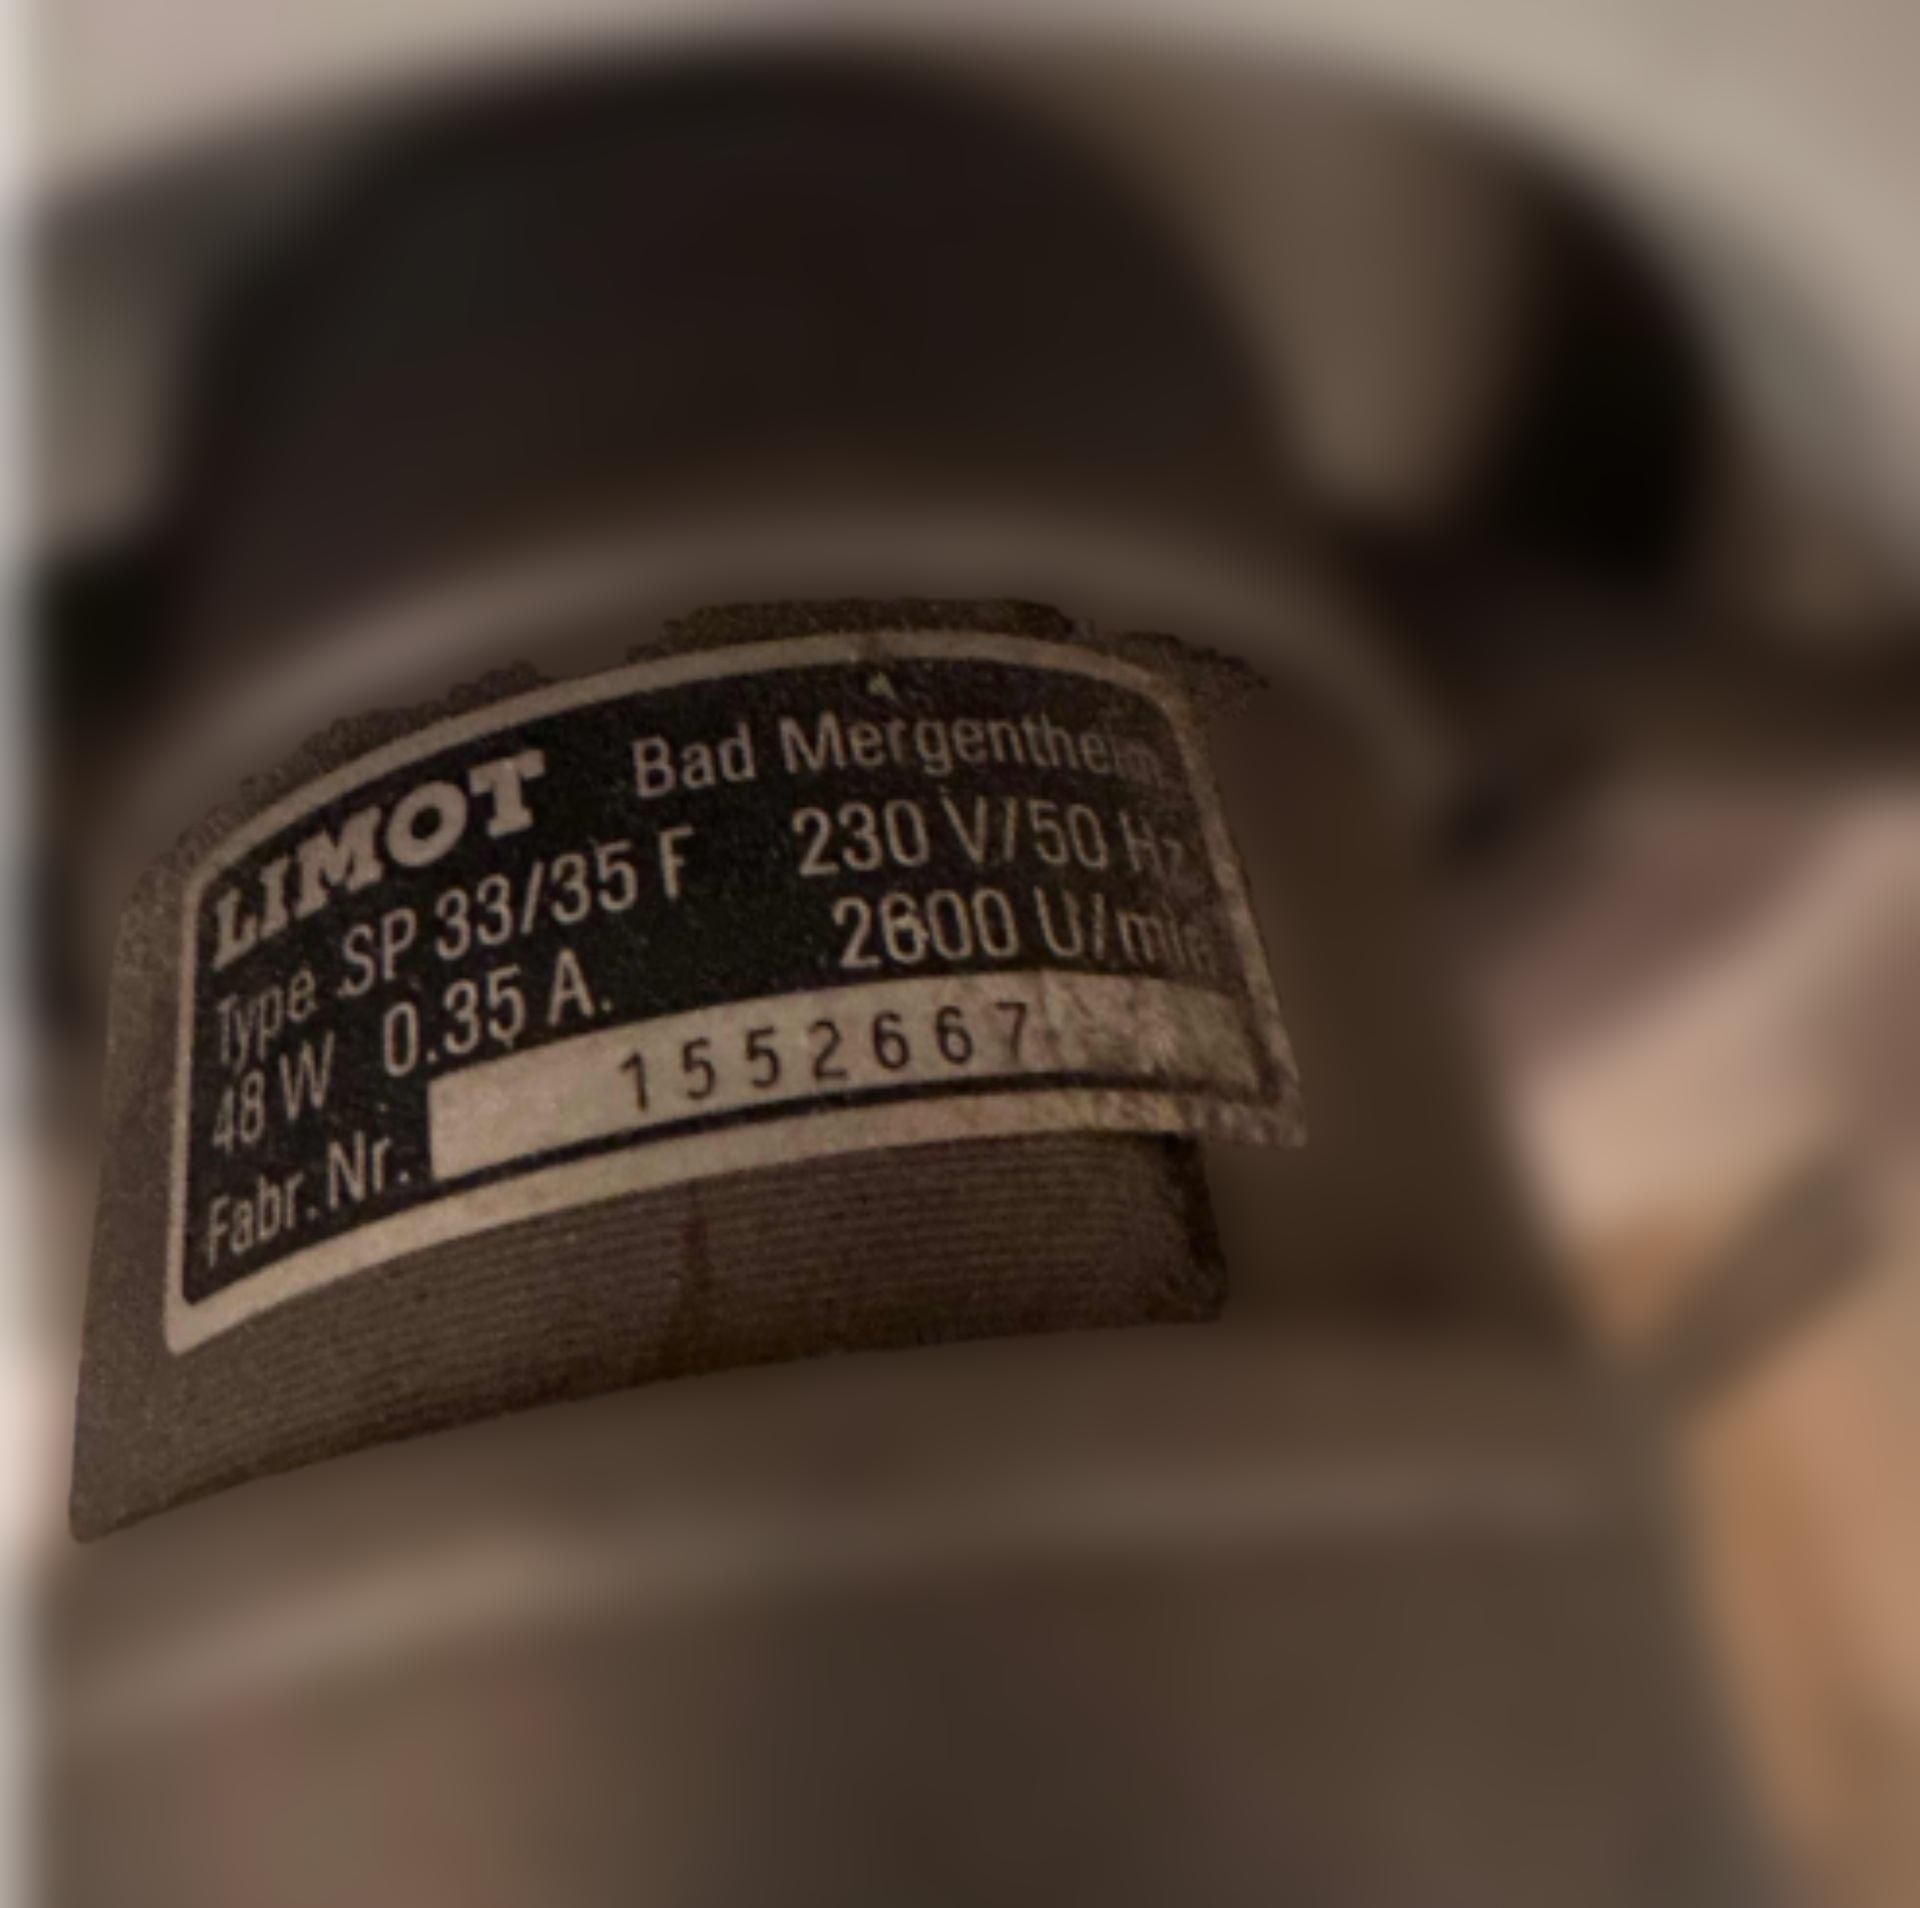 LIMOT Bad Mergentheim
Type SP 33/35 F 230 V/50 Hz
48 W 0.35 A. 2600 U/min
Fabr. Nr. 1552667